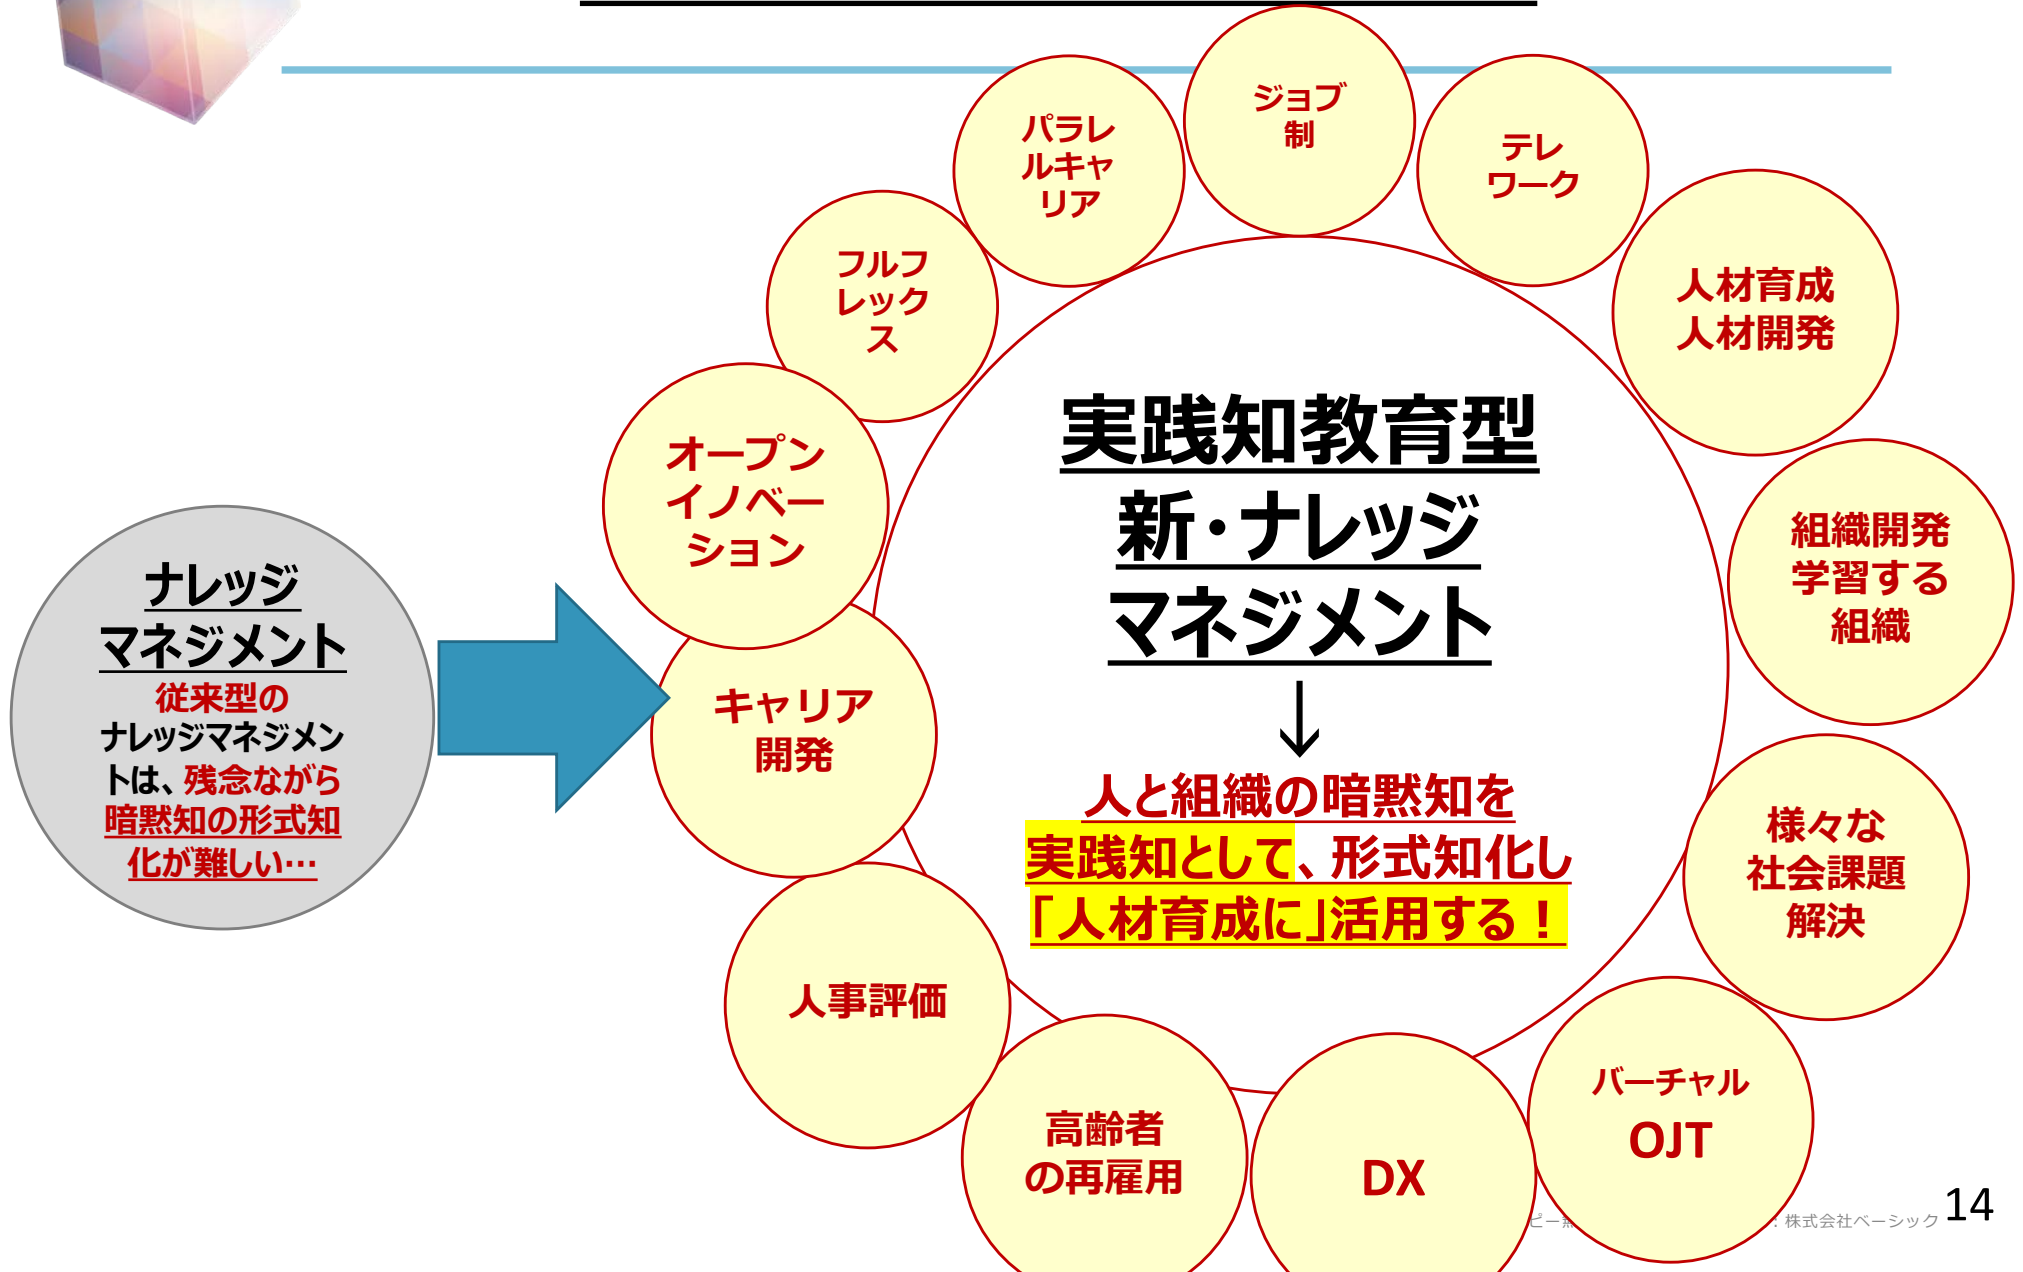 ジョブ
制
パラレ
ルキャ
リア
テレ
ワーク
フルフ
レック
ス
人材育成
人材開発
オープン
イノベー
ション
組織開発
学習する
組織
キャリア
開発
様々な
社会課題
解決
人事評価
バーチャル
OJT
高齢者
の再雇用
DX
実践知教育型
新・ナレッジ
マネジメント
↓
人と組織の暗黙知を
実践知として、形式知化し
「人材育成に」活用する！
ナレッジ
マネジメント
従来型の
ナレッジマネジメン
トは、残念ながら
暗黙知の形式知
化が難しい…
：株式会社ベーシック
14